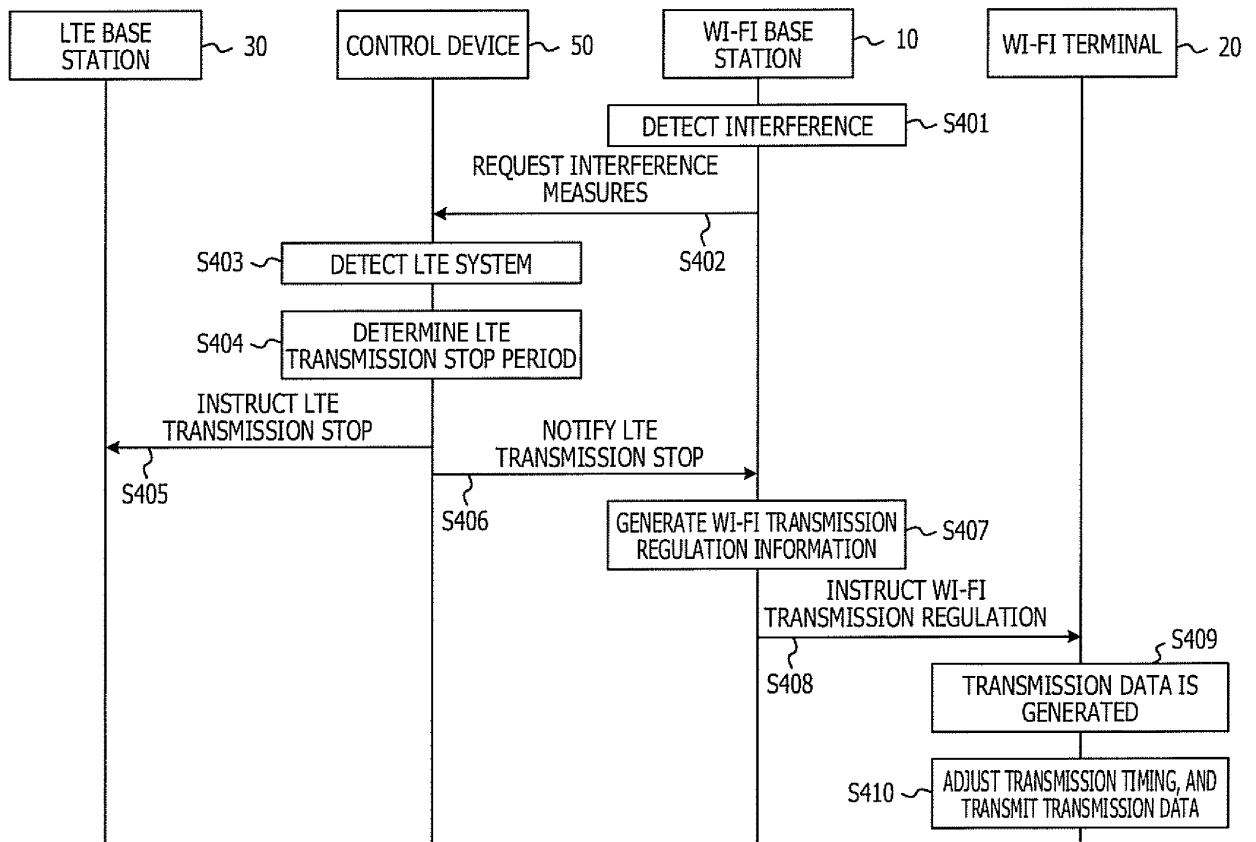 LTE BASE
STATION
30
CONTROL DEVICE
50
WI-FI BASE
STATION
10
WI-FI TERMINAL
20
DETECT INTERFERENCE
S401
REQUEST INTERFERENCE
MEASURES
S402
S403
DETECT LTE SYSTEM
S404
DETERMINE LTE
TRANSMISSION STOP PERIOD
INSTRUCT LTE
TRANSMISSION STOP
S405
NOTIFY LTE
TRANSMISSION STOP
S406
GENERATE WI-FI TRANSMISSION
REGULATION INFORMATION
S407
INSTRUCT WI-FI
TRANSMISSION REGULATION
S408
S409
TRANSMISSION DATA IS
GENERATED
S410
ADJUST TRANSMISSION TIMING, AND
TRANSMIT TRANSMISSION DATA